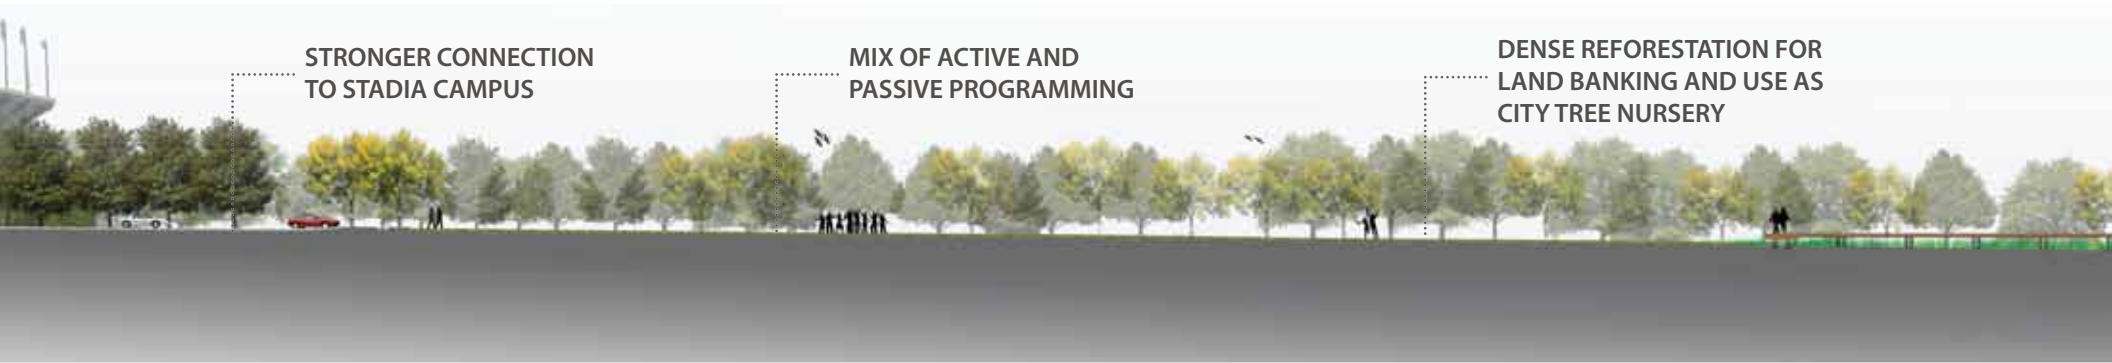 STRONGER CONNECTION
TO STADIA CAMPUS
MIX OF ACTIVE AND
PASSIVE PROGRAMMING
DENSE REFORESTATION FOR
LAND BANKING AND USE AS
CITY TREE NURSERY